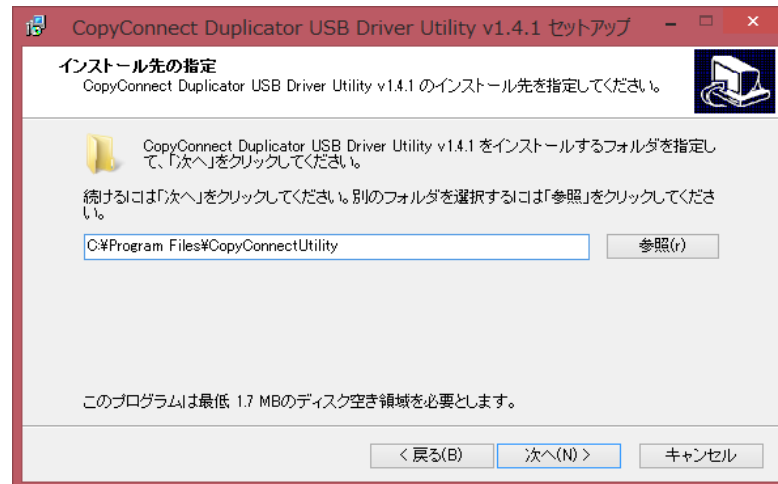 CopyConnect Duplicator USB Driver Utility v1.4.1 セットアップ
インストール先の指定
CopyConnect Duplicator USB Driver Utility v1.4.1 のインストール先を指定してください。
CopyConnect Duplicator USB Driver Utility v1.4.1 をインストールするフォルダを指定し
て、「次へ」をクリックしてください。
続けるには「次へ」をクリックしてください。別のフォルダを選択するには「参照」をクリックしてくださ
い。
C:¥Program Files¥CopyConnectUtility
参照(r)
このプログラムは最低 1.7 MBのディスク空き領域を必要とします。
< 戻る(B)
次へ(N) >
キャンセル